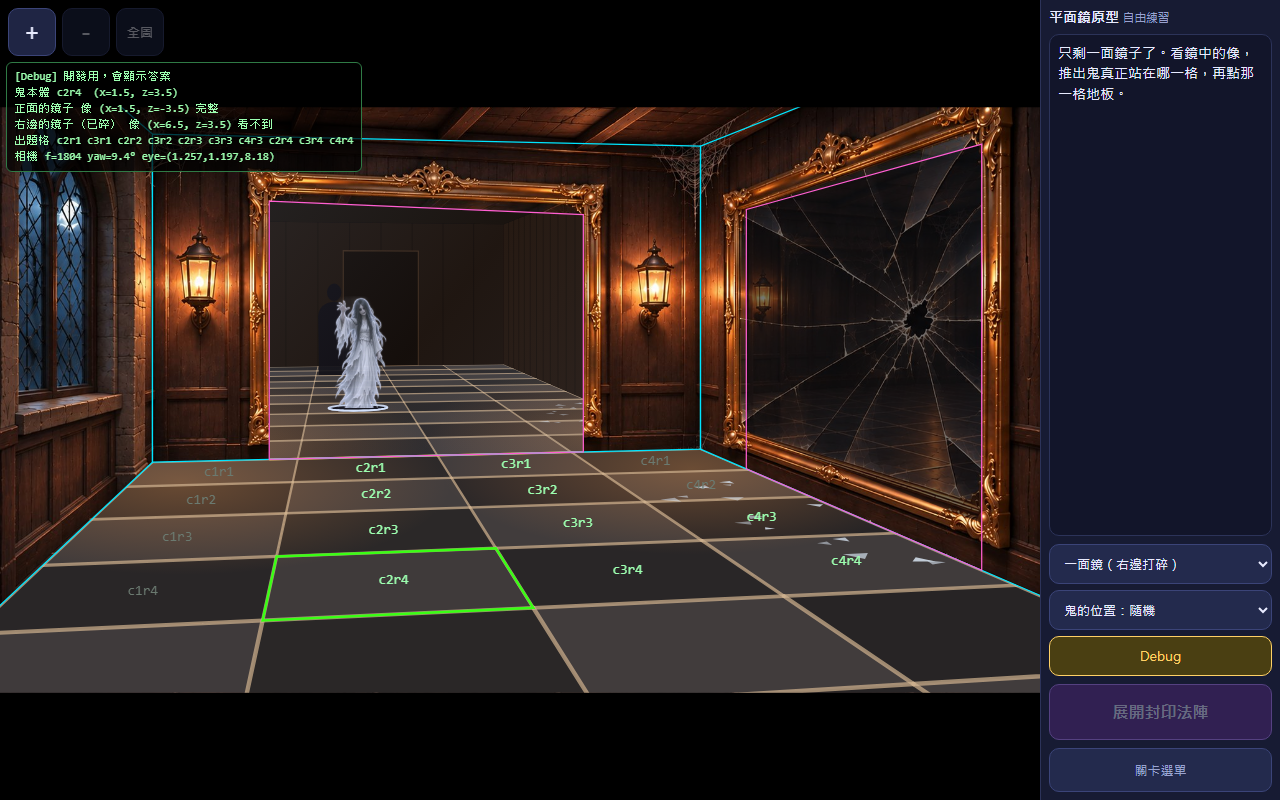 +
-
全圖
[Debug] 開發用，會顯示答案
鬼本體 c2r4 (x=1.5, z=3.5)
正面的鏡子 像 (x=1.5, z=-3.5) 完整
右邊的鏡子（已碎） 像 (x=6.5, z=3.5) 看不到
出題格 c2r1 c3r1 c2r2 c3r2 c2r3 c3r3 c4r3 c2r4 c3r4 c4r4
相機 f=1804 yaw=9.4° eye=(1.257,1.197,8.18)
c1r1
c2r1
c3r1
c4r1
c1r2
c2r2
c3r2
c4r2
c1r3
c2r3
c3r3
c4r3
c1r4
c2r4
c3r4
c4r4
平面鏡原型 自由練習
只剩一面鏡子了。看鏡中的像，
推出鬼真正站在哪一格，再點那
一格地板。
一面鏡（右邊打碎）
鬼的位置：隨機
Debug
展開封印法陣
關卡選單